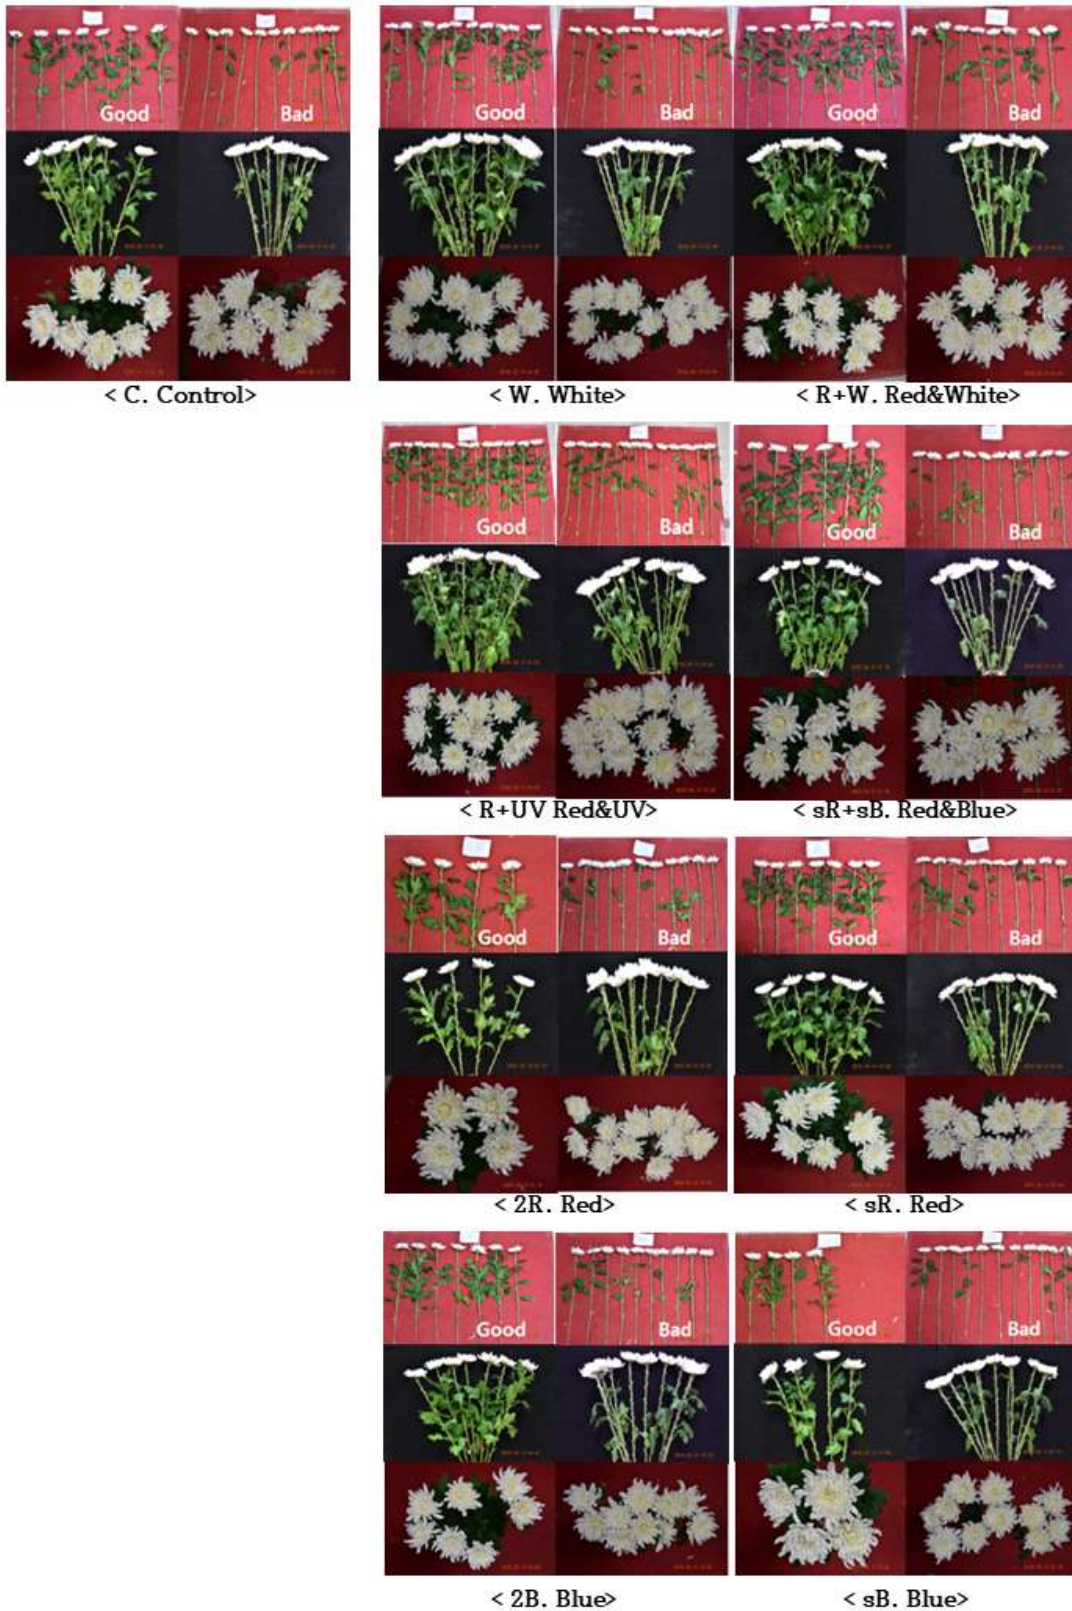 Good Bad Good Bad Good Bad
< C. Control> < W. White> < R+W. Red&White>
Good Bad Good Bad
< R+UV Red&UV> < sR+sB. Red&Blue>
Good Bad Good Bad
< 2R. Red> < sR. Red>
Good Bad Good Bad
< 2B. Blue> < sB. Blue>